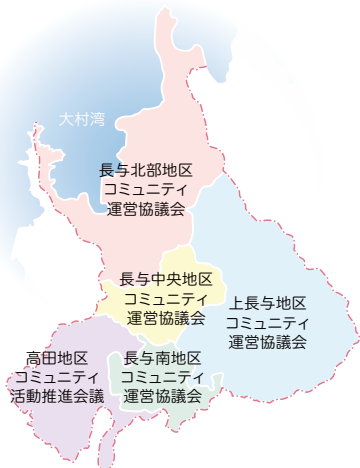 大村湾
長与北部地区
コミュニティ
運営協議会
長与中央地区
コミュニティ
運営協議会
上長与地区
コミュニティ
運営協議会
高田地区
コミュニティ
活動推進会議
長与南地区
コミュニティ
運営協議会